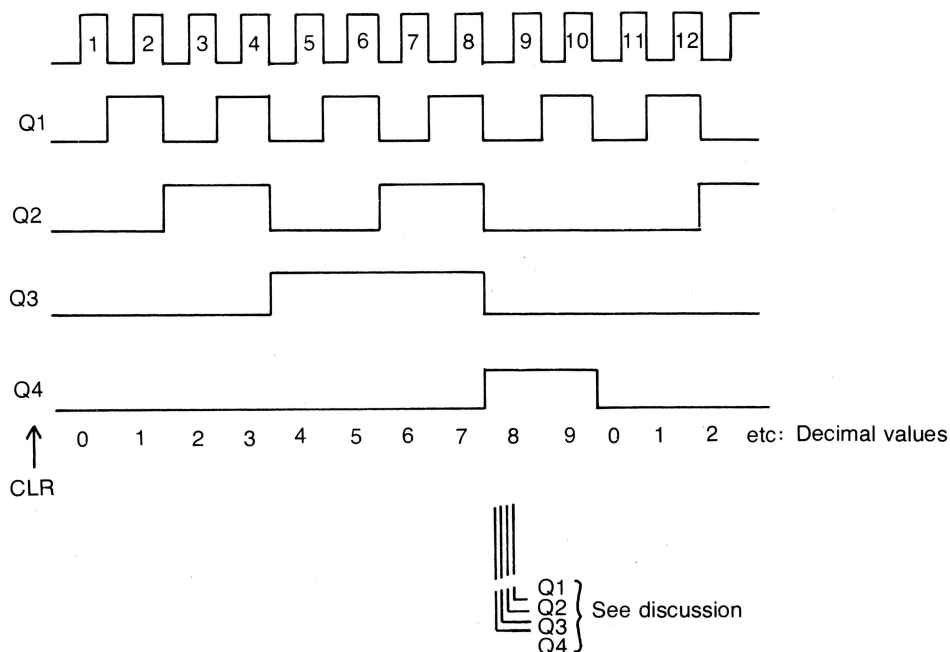 1 2 3 4 5 6 7 8 9 10 11 12
Q1
Q2
Q3
Q4
0 1 2 3 4 5 6 7 8 9 0 1 2 etc: Decimal values
CLR
Q1
Q2
See discussion
Q3
Q4